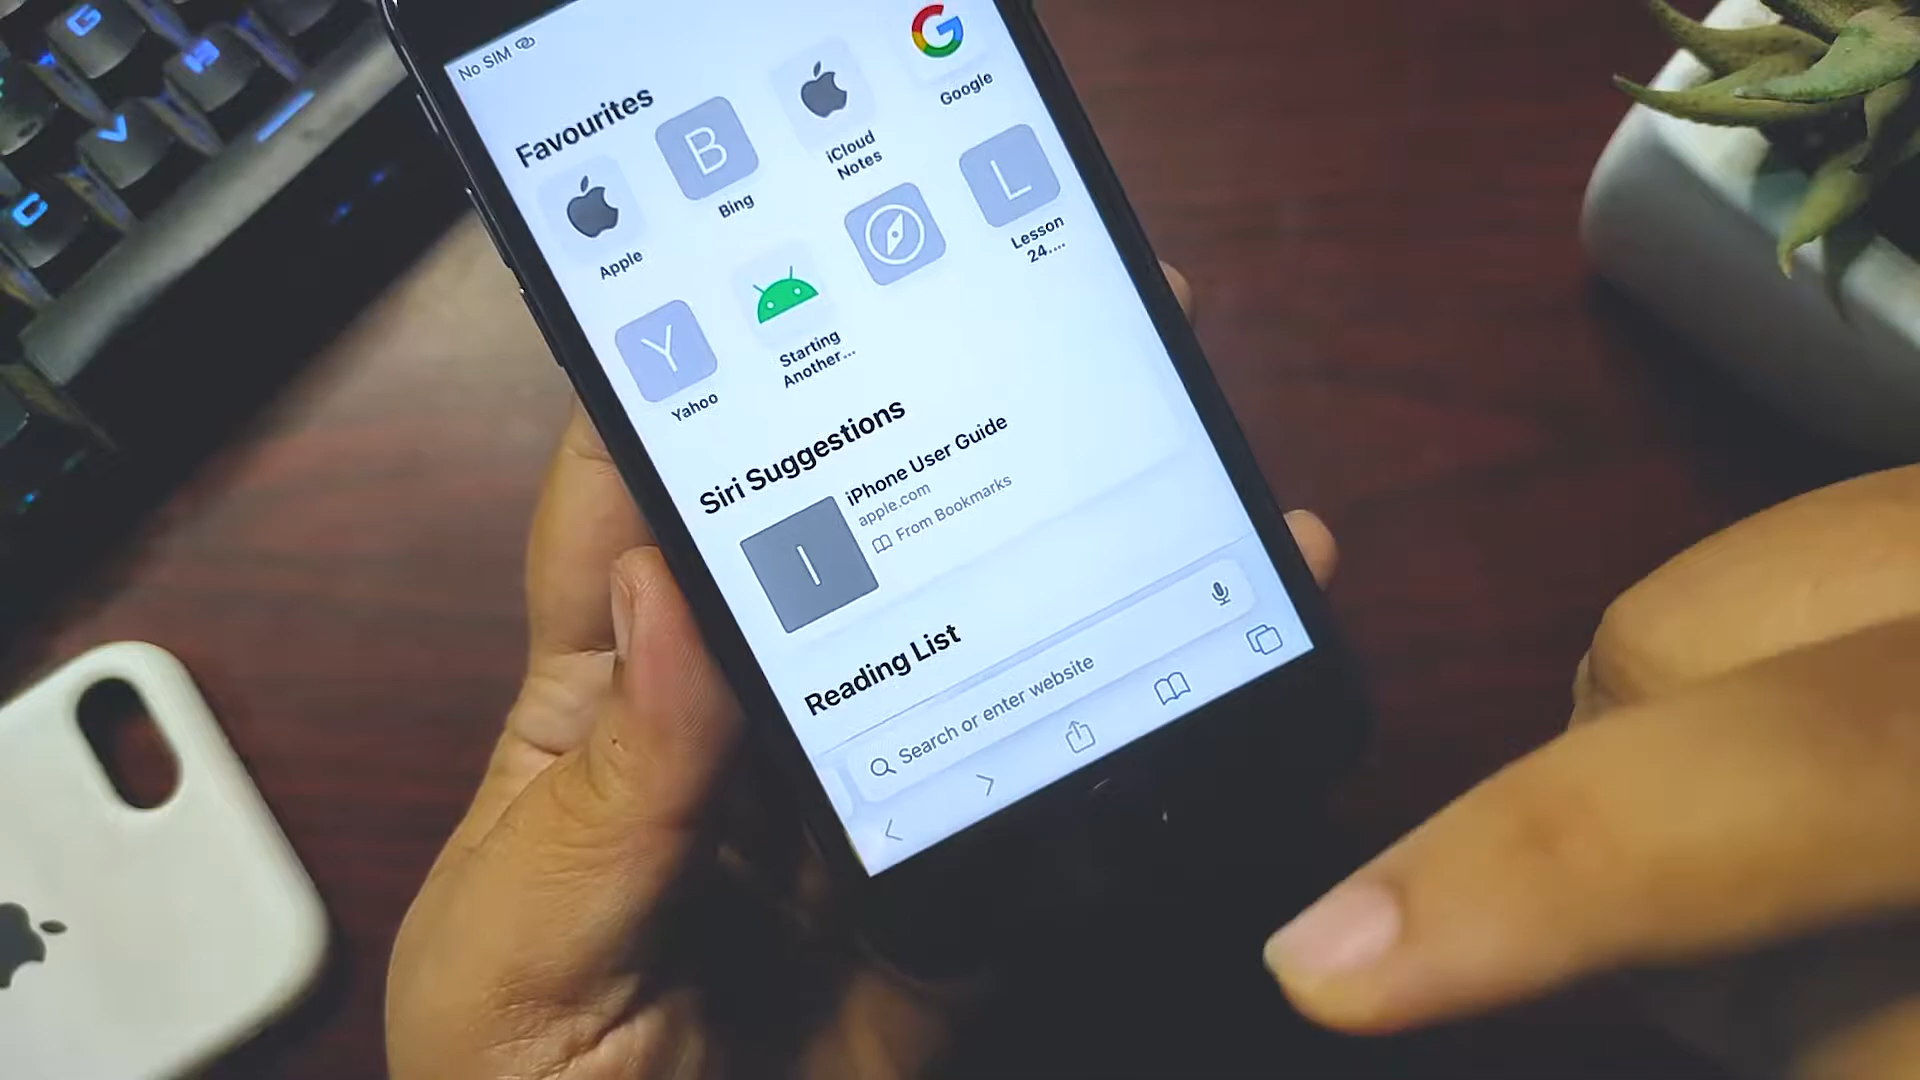 No SIM
Favourites
Apple
B
Bing
iCloud
Notes
Google
Y
Yahoo
Starting
Another...
L
Lesson
24....
Siri Suggestions
I
iPhone User Guide
apple.com
From Bookmarks
Reading List
Search or enter website
G
V
C